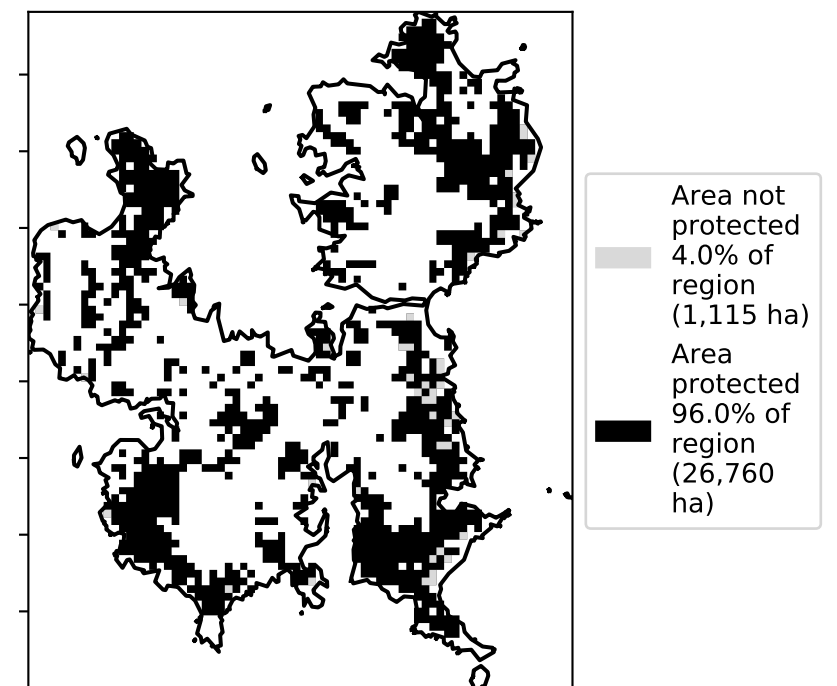 Area not
protected
4.0% of
region
(1,115 ha)
Area
protected
96.0% of
region
(26,760
ha)